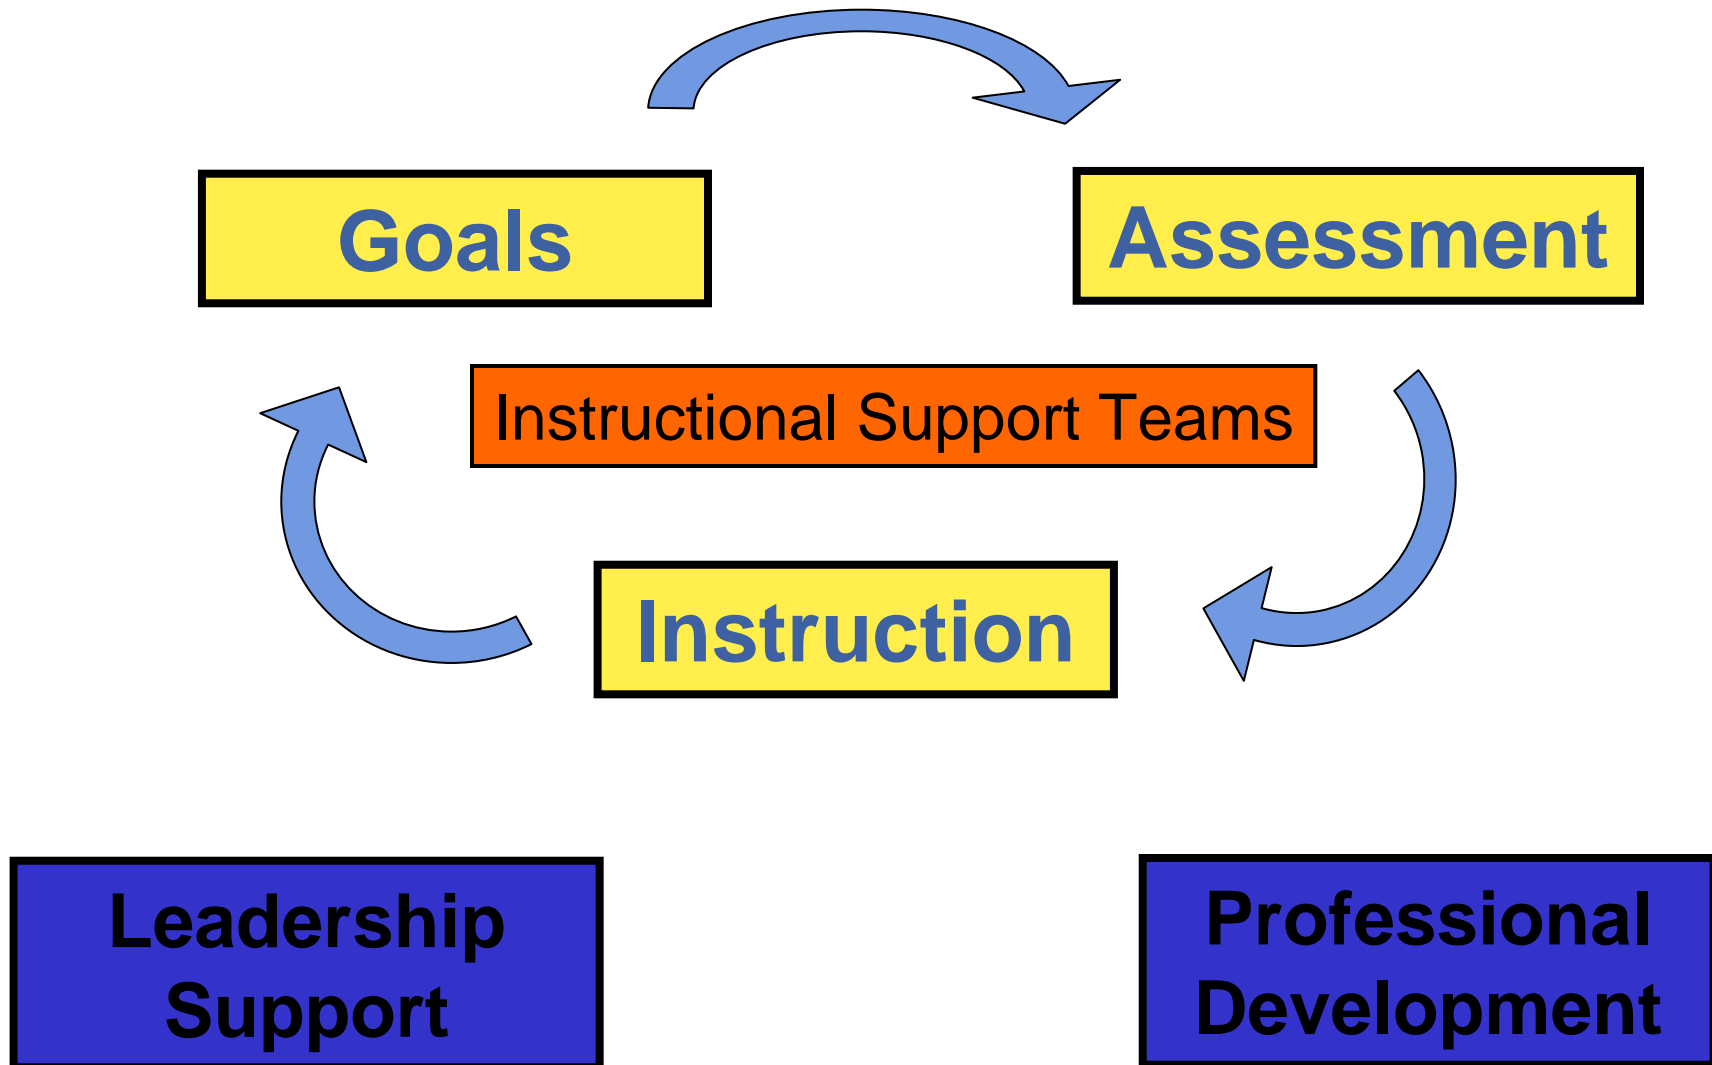 Goals
Assessment
Instructional Support Teams
Instruction
Leadership
Support
Professional
Development